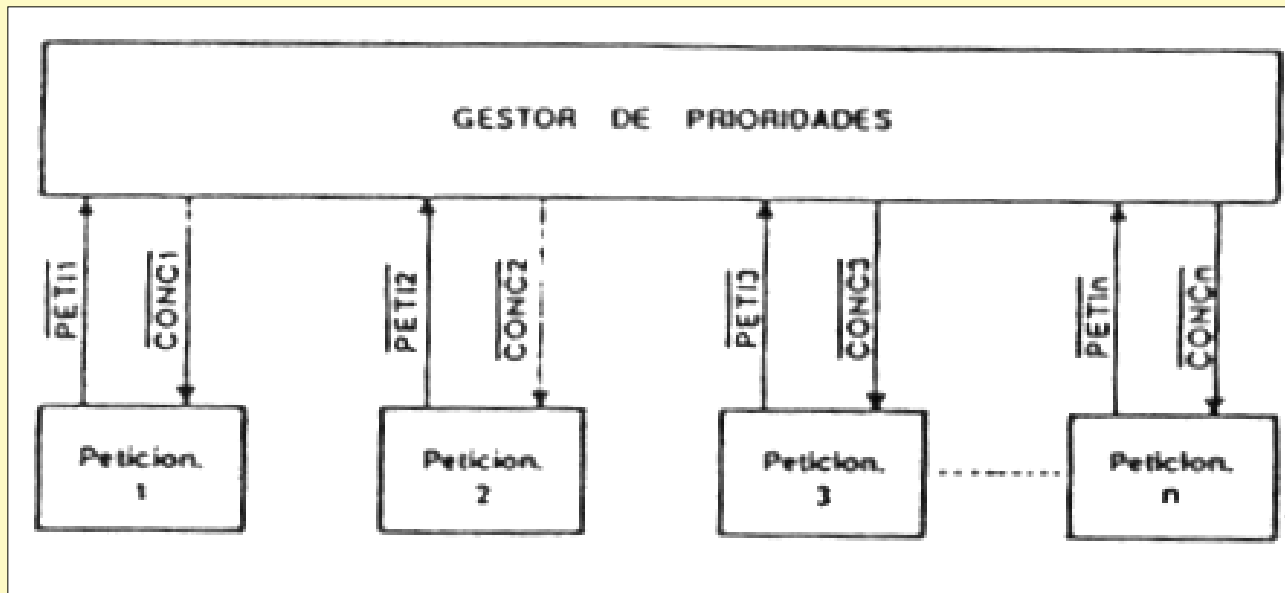 GESTOR DE PRIORIDADES
PETI1
CONC1
PETI2
CONC2
PETI3
CONC3
PETIn
CONCn
Peticion.
1
Peticion.
2
Peticion.
3
Peticion.
n